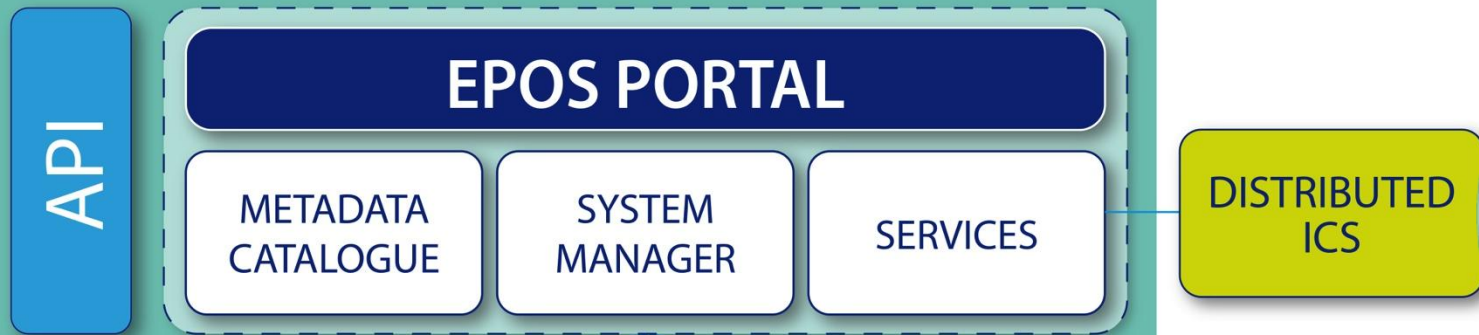 API
EPOS PORTAL
METADATA
CATALOGUE
SYSTEM
MANAGER
SERVICES
DISTRIBUTED
ICS